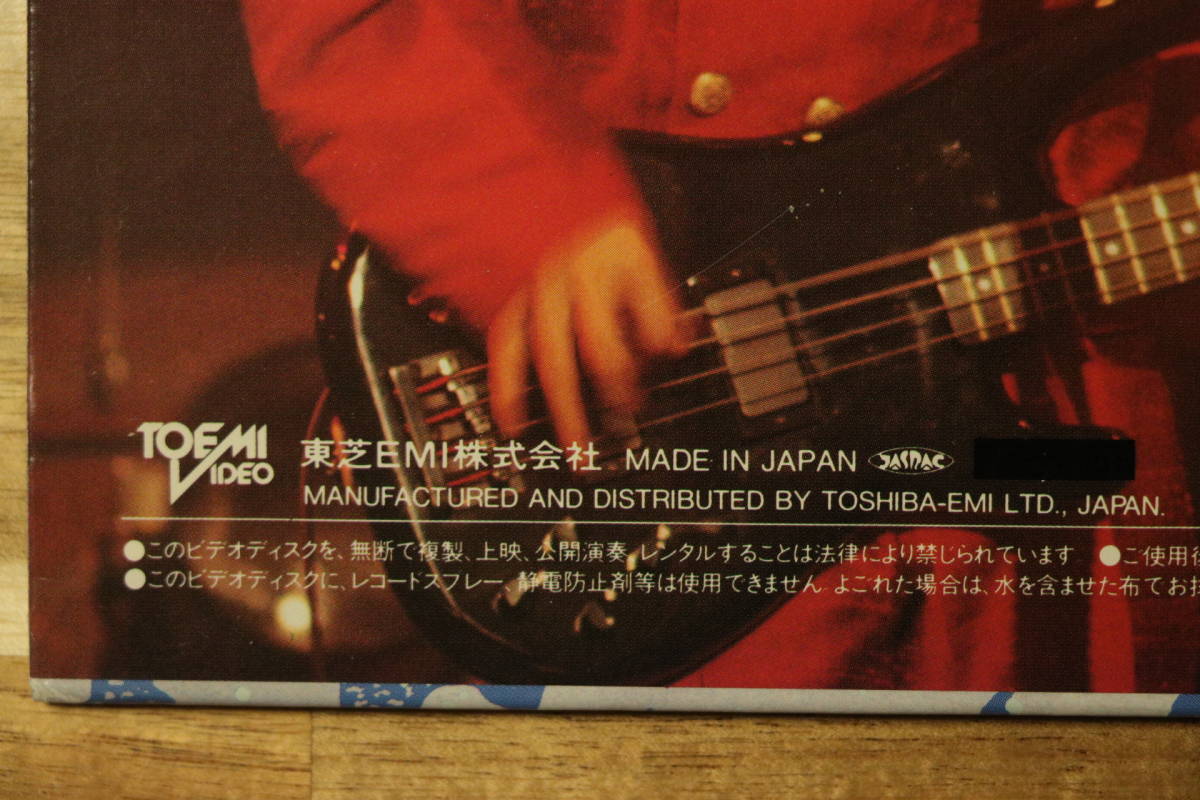 TOEMI VIDEO
東芝EMI株式会社 MADE IN JAPAN JASRAC
MANUFACTURED AND DISTRIBUTED BY TOSHIBA-EMI LTD., JAPAN.
●このビデオディスクを、無断で複製、上映、公開演奏、レンタルすることは法律により禁じられています ●ご使用後
●このビデオディスクに、レコードスプレー、静電防止剤等は使用できません. よごれた場合は、水を含ませた布でお拭